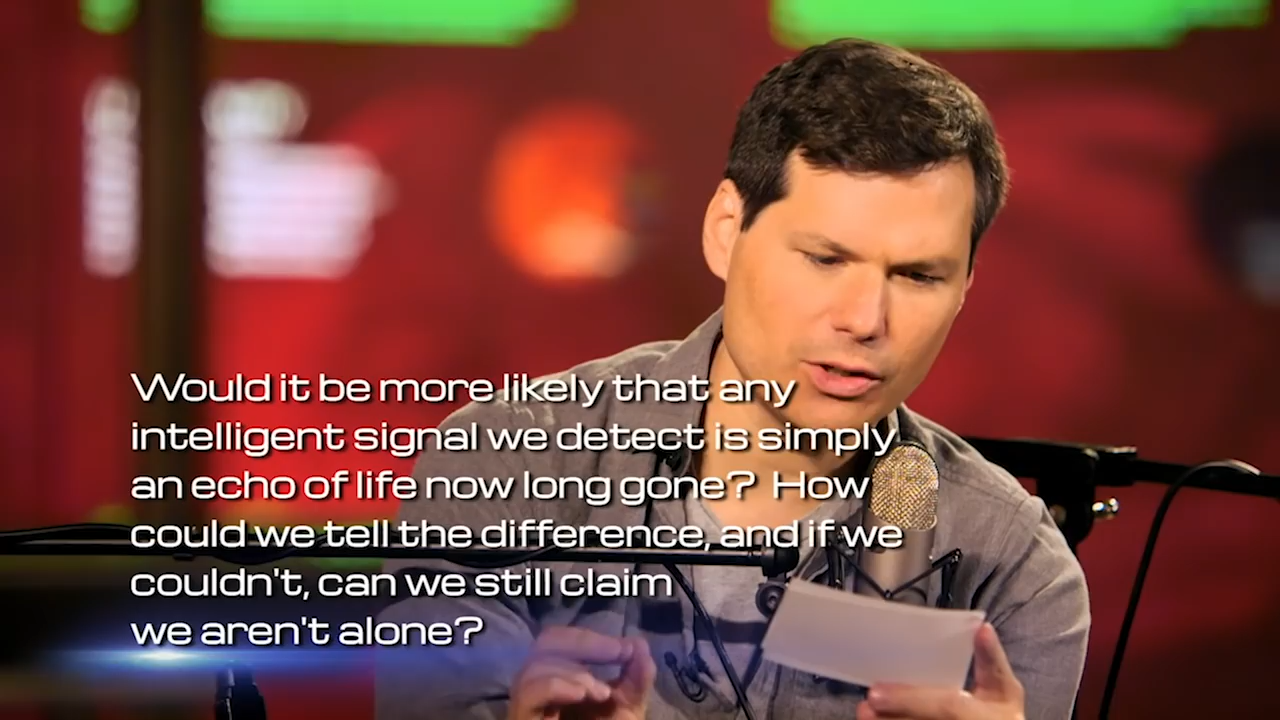 Would it be more likely that any
intelligent signal we detect is simply
an echo of life now long gone? How
could we tell the difference, and if we
couldn't, can we still claim
we aren't alone?